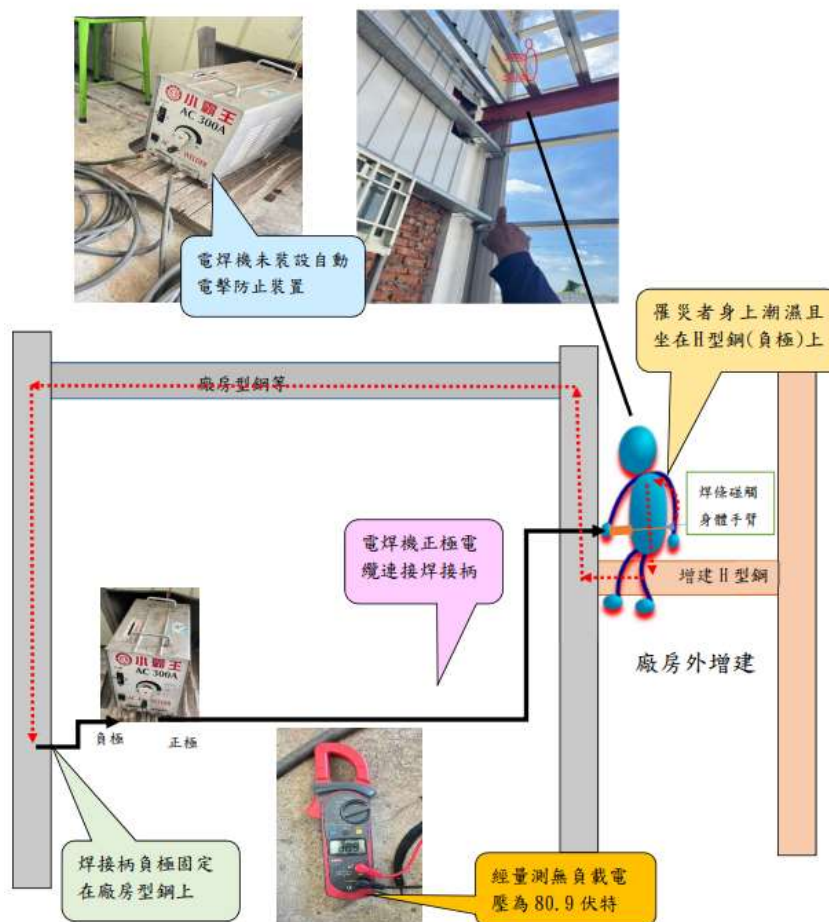 小霸王
AC 300A
WELDER
電焊機未裝設自動
電擊防止裝置
罹災者身上潮濕且
坐在H型鋼(負極)上
廠房型鋼等
焊條碰觸
身體手臂
電焊機正極電
纜連接焊接柄
增建 H 型鋼
廠房外增建
小霸王
AC 300A
負極
正極
焊接柄負極固定
在廠房型鋼上
經量測無負載電
壓為 80.9 伏特